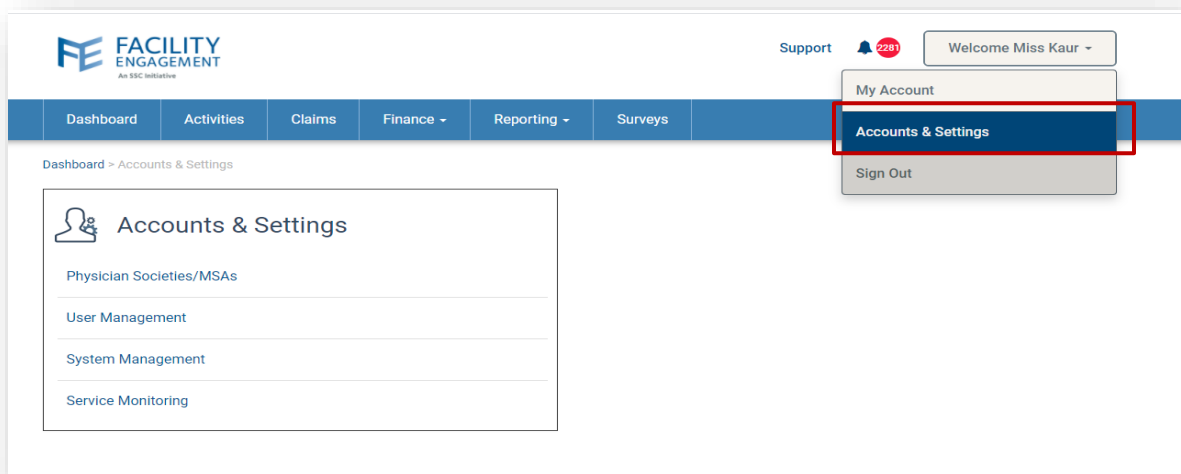 FACILITY
ENGAGEMENT
An SSC Initiative
Support
2281
Welcome Miss Kaur
My Account
Accounts & Settings
Sign Out
Dashboard Activities Claims Finance Reporting Surveys
Dashboard > Accounts & Settings
Accounts & Settings
Physician Societies/MSAs
User Management
System Management
Service Monitoring